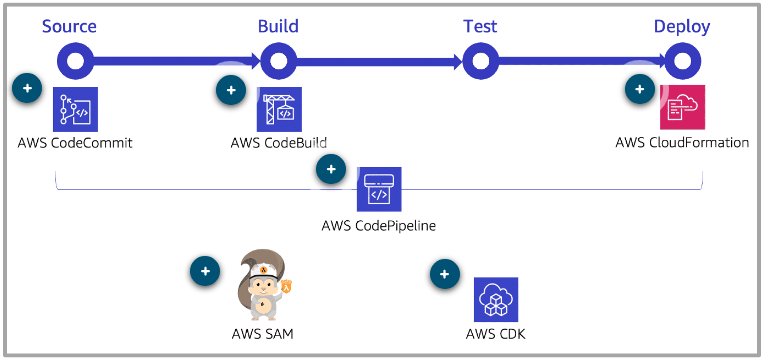 Source Build Test Deploy
AWS CodeCommit AWS CodeBuild AWS CloudFormation
AWS CodePipeline
AWS SAM AWS CDK